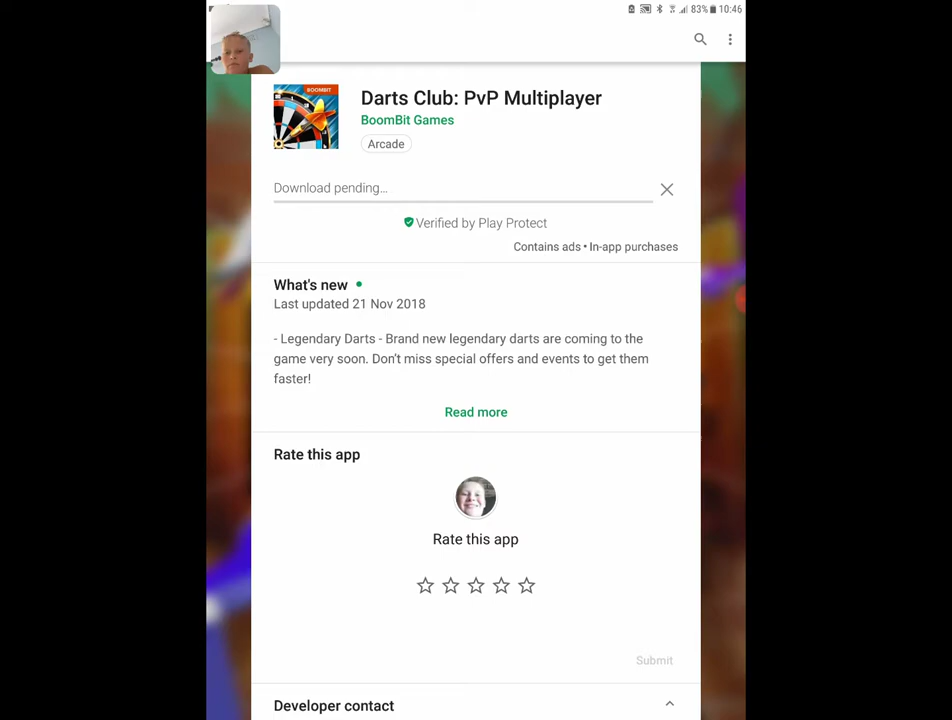 83% 10:46
BOOMBIT
Darts Club: PvP Multiplayer
BoomBit Games
Arcade
Download pending...
Verified by Play Protect
Contains ads • In-app purchases
What's new
Last updated 21 Nov 2018
- Legendary Darts - Brand new legendary darts are coming to the
game very soon. Don't miss special offers and events to get them
faster!
Read more
Rate this app
Rate this app
Submit
Developer contact